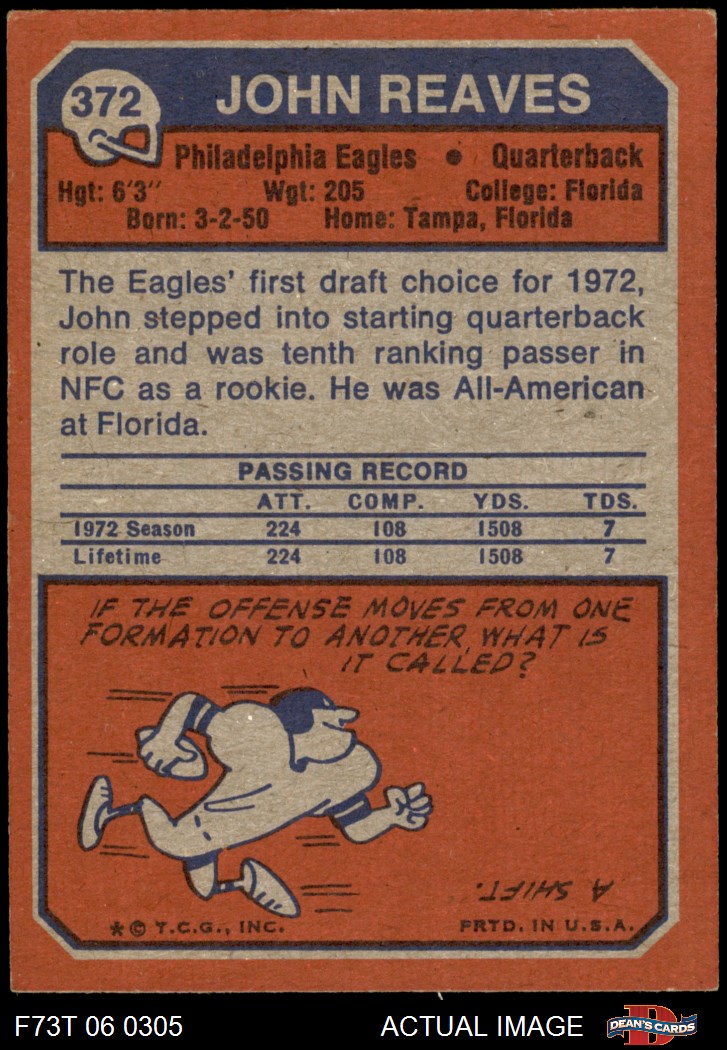 372
JOHN REAVES
Philadelphia Eagles • Quarterback
Hgt: 6'3" Wgt: 205 College: Florida
Born: 3-2-50 Home: Tampa, Florida
The Eagles' first draft choice for 1972,
John stepped into starting quarterback
role and was tenth ranking passer in
NFC as a rookie. He was All-American
at Florida.
PASSING RECORD
ATT. COMP. YDS. TDS.
1972 Season 224 108 1508 7
Lifetime 224 108 1508 7
IF THE OFFENSE MOVES FROM ONE
FORMATION TO ANOTHER, WHAT IS
IT CALLED?
A SHIFT.
* © T.C.G., INC. PRTD. IN U.S.A.
F73T 06 0305 ACTUAL IMAGE D DEAN'S CARDS